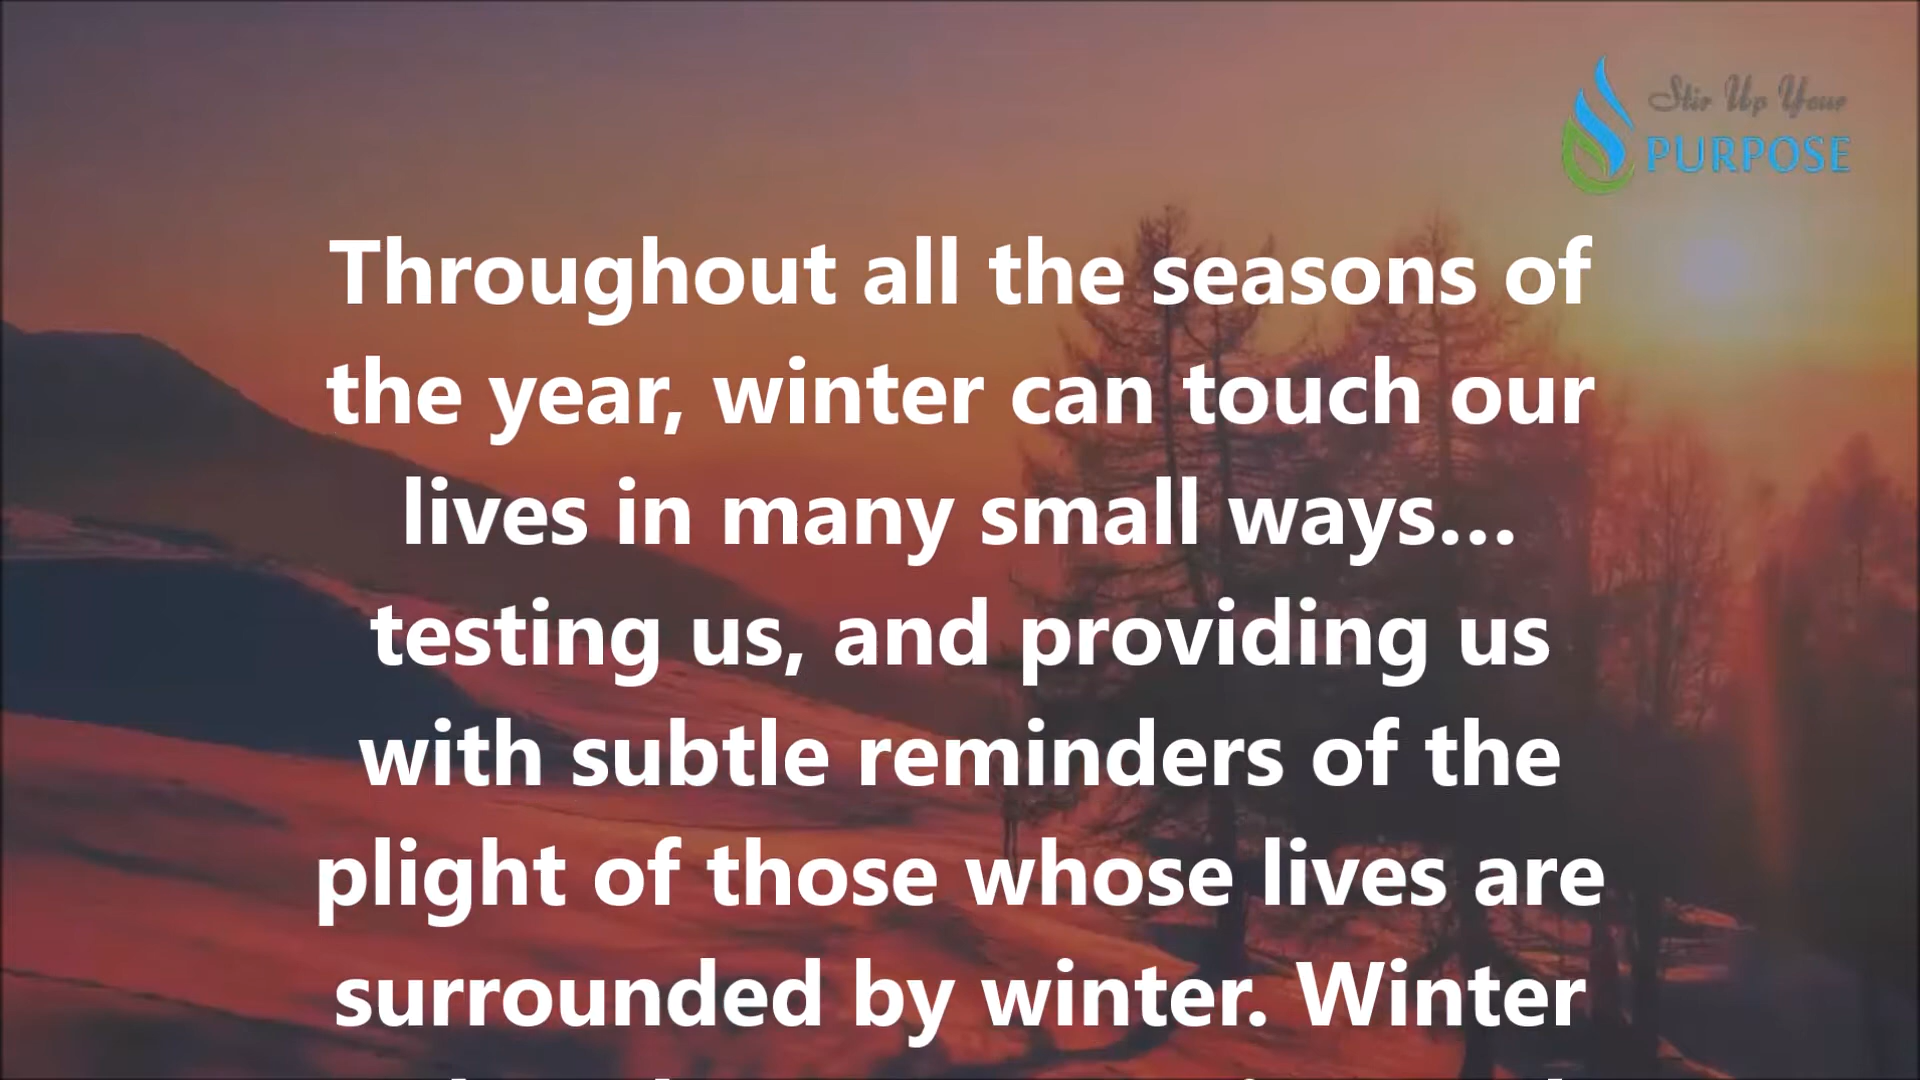 Stir Up Your
PURPOSE
Throughout all the seasons of
the year, winter can touch our
lives in many small ways...
testing us, and providing us
with subtle reminders of the
plight of those whose lives are
surrounded by winter. Winter